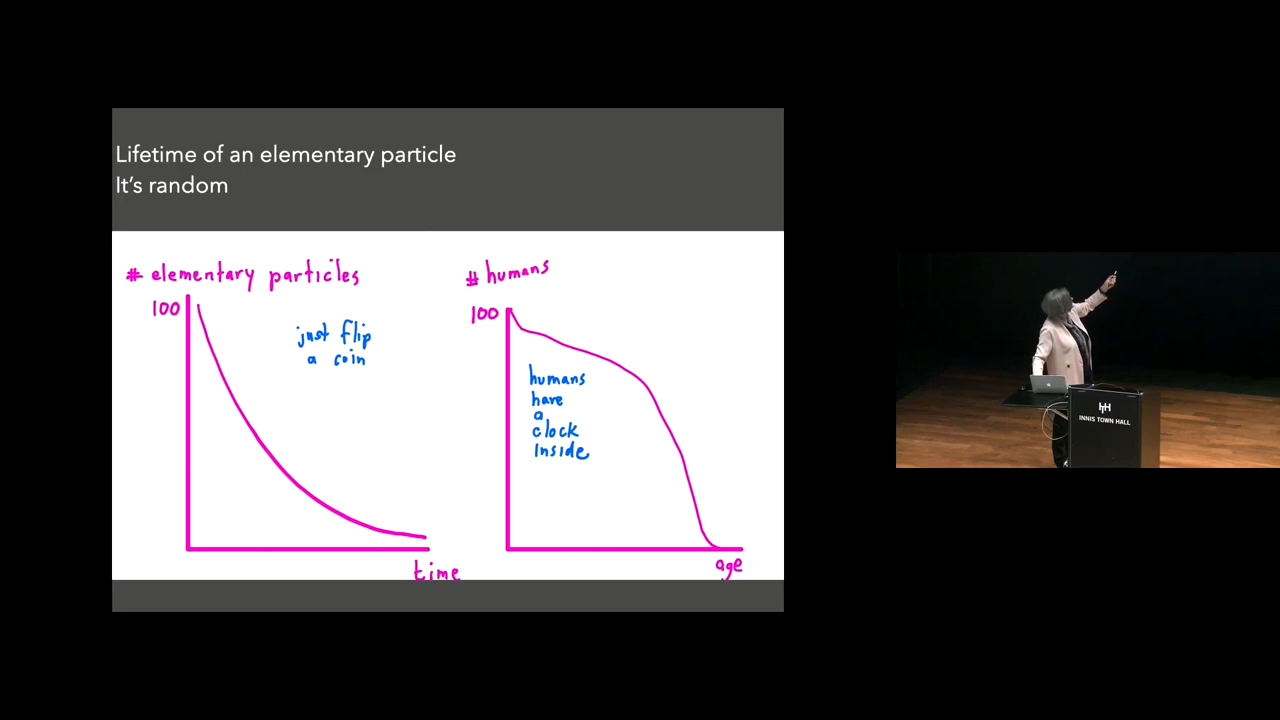 Lifetime of an elementary particle
It's random
# elementary particles
100
just flip
a coin
time
# humans
100
humans
have
a
clock
inside
age
INNIS TOWN HALL